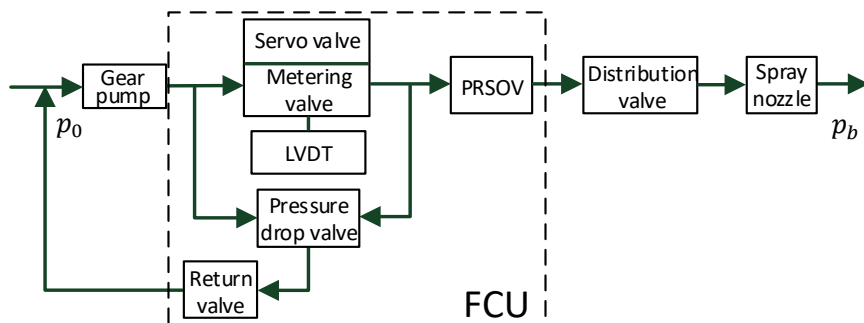 Servo valve
Gear
pump
Metering
valve
PRSOV
Distribution
valve
Spray
nozzle
p₀
p_b
LVDT
Pressure
drop valve
Return
valve
FCU